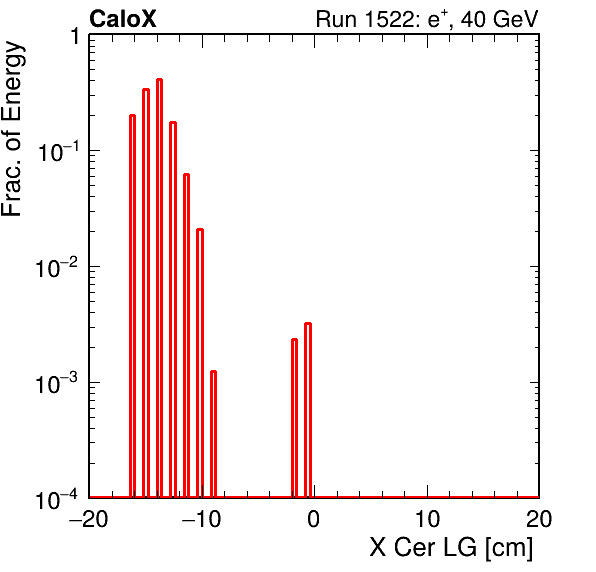 CaloX Run 1522: e⁺, 40 GeV
Frac. of Energy
1
10⁻¹
10⁻²
10⁻³
10⁻⁴
−20 −10 0 10 20
X Cer LG [cm]